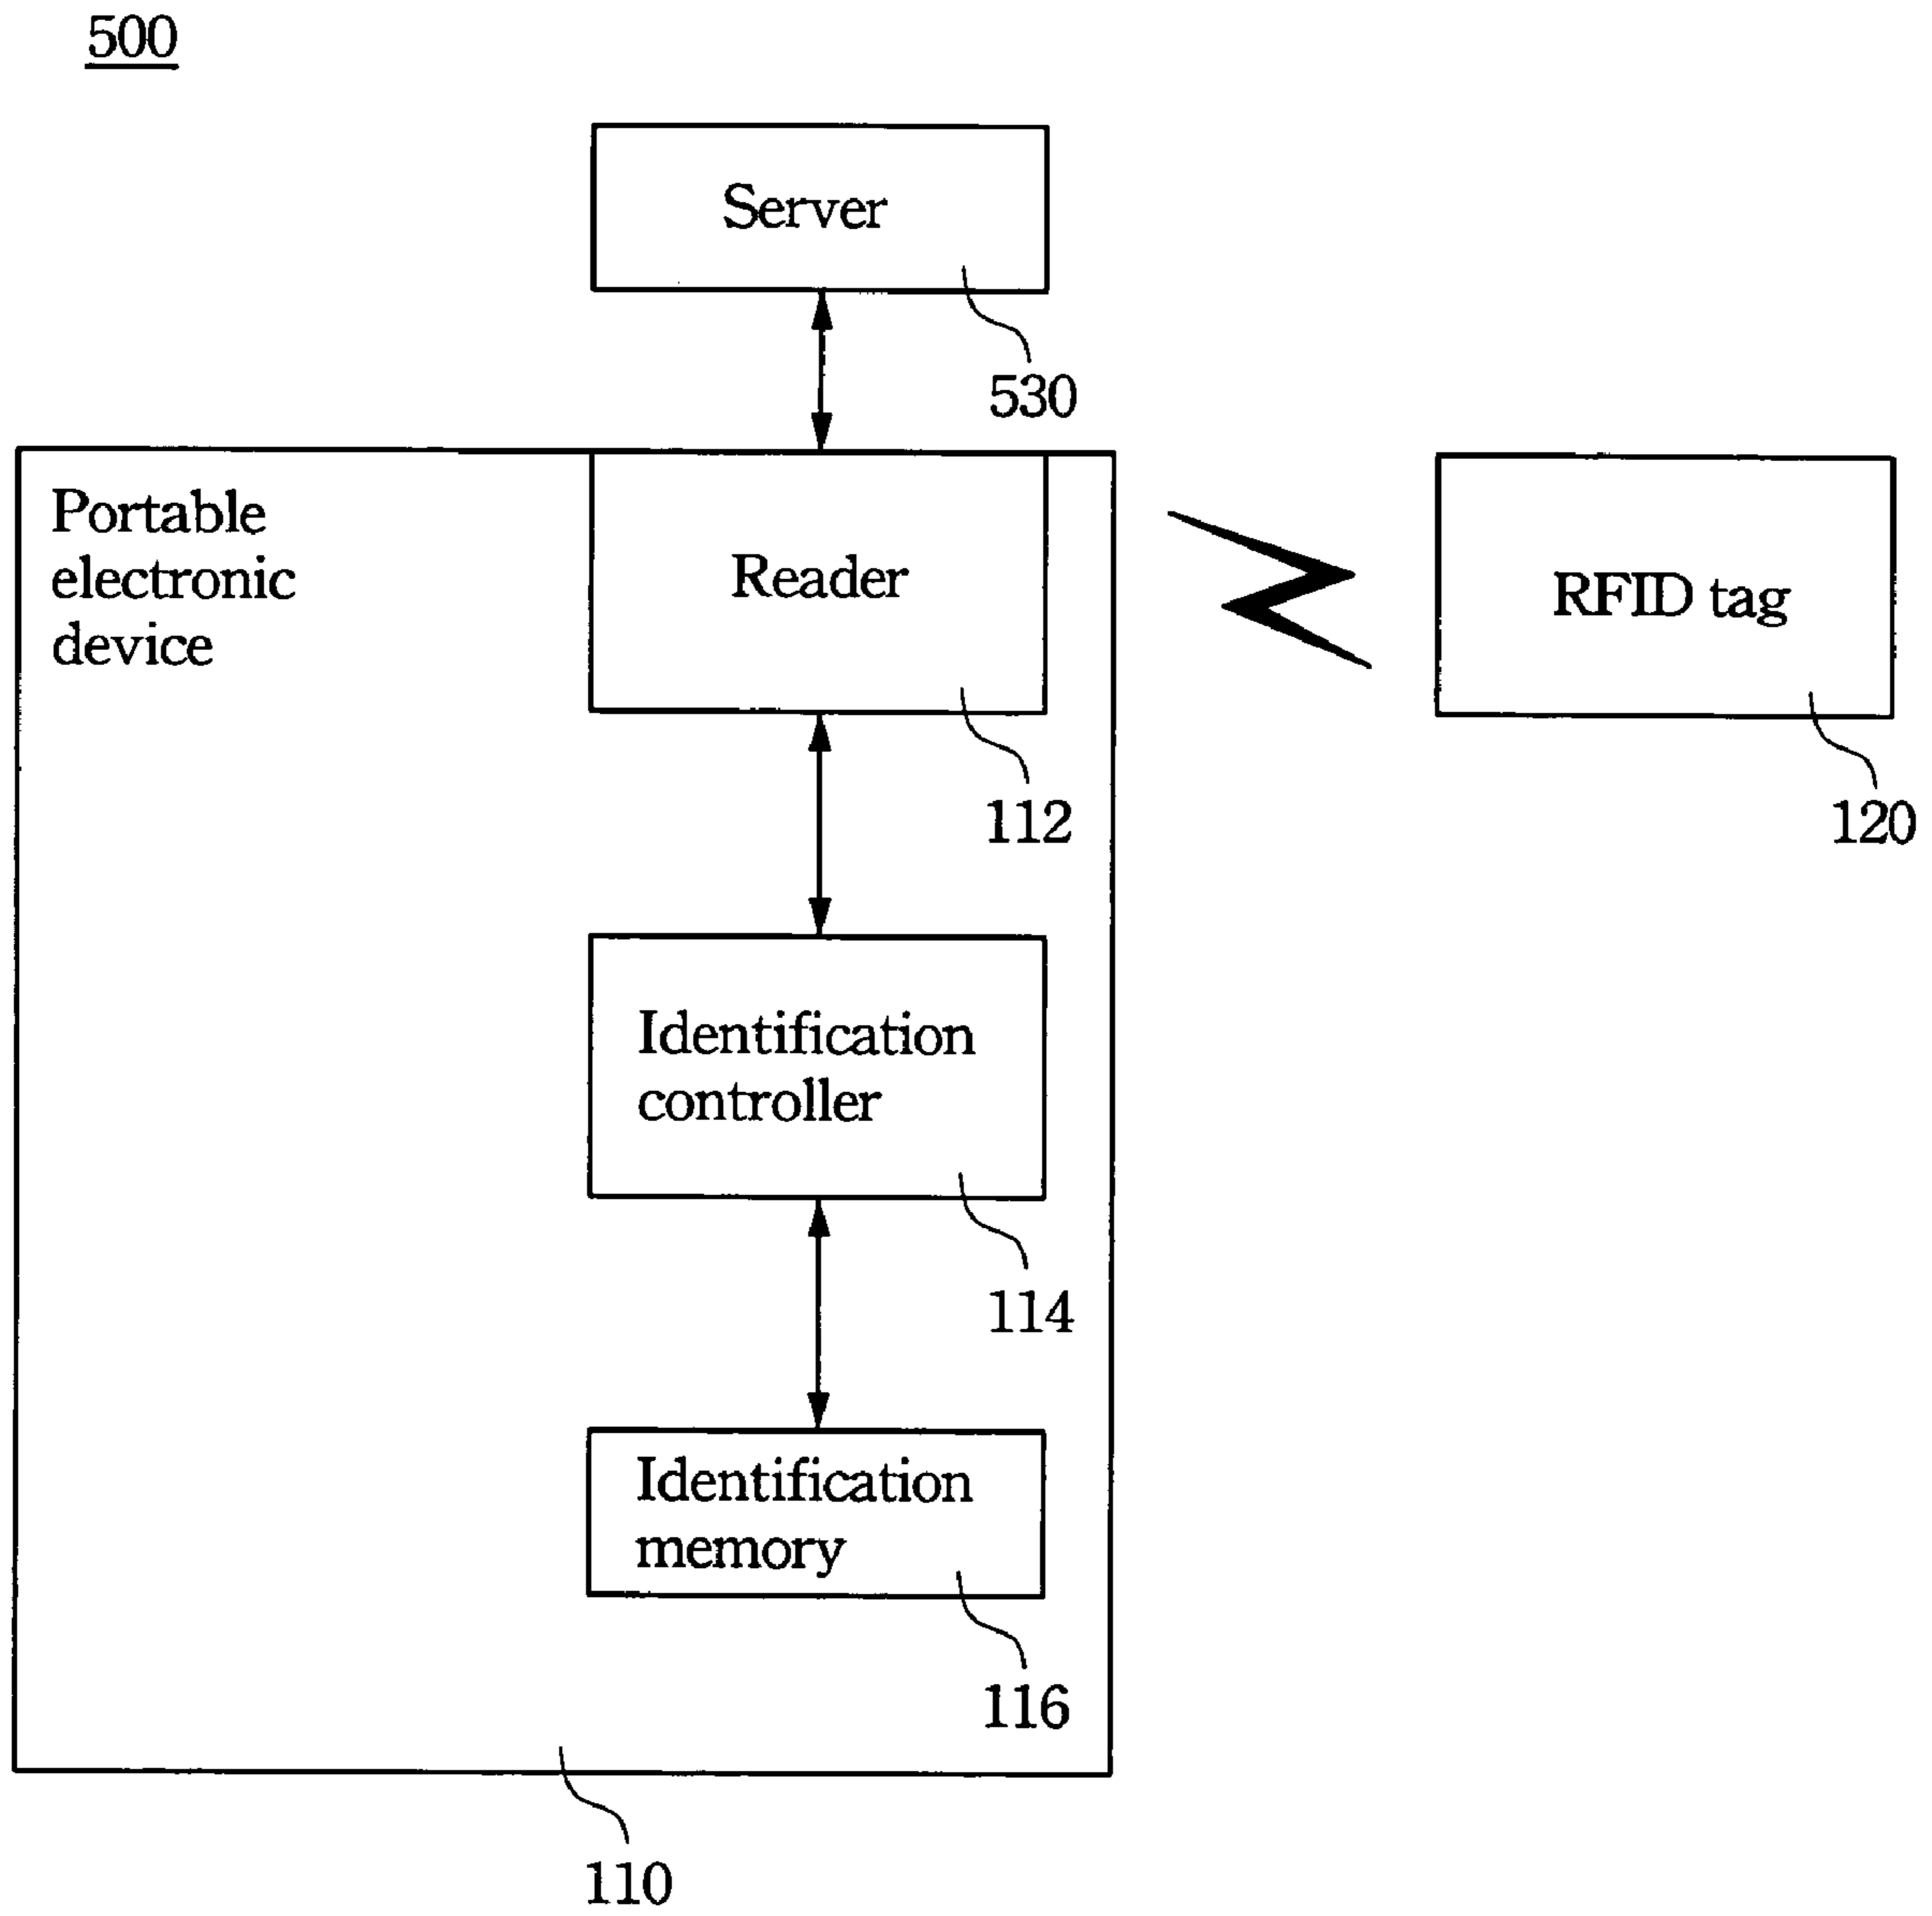 500
Server
530
Portable
electronic
device
Reader
RFID tag
112
120
Identification
controller
114
Identification
memory
116
110